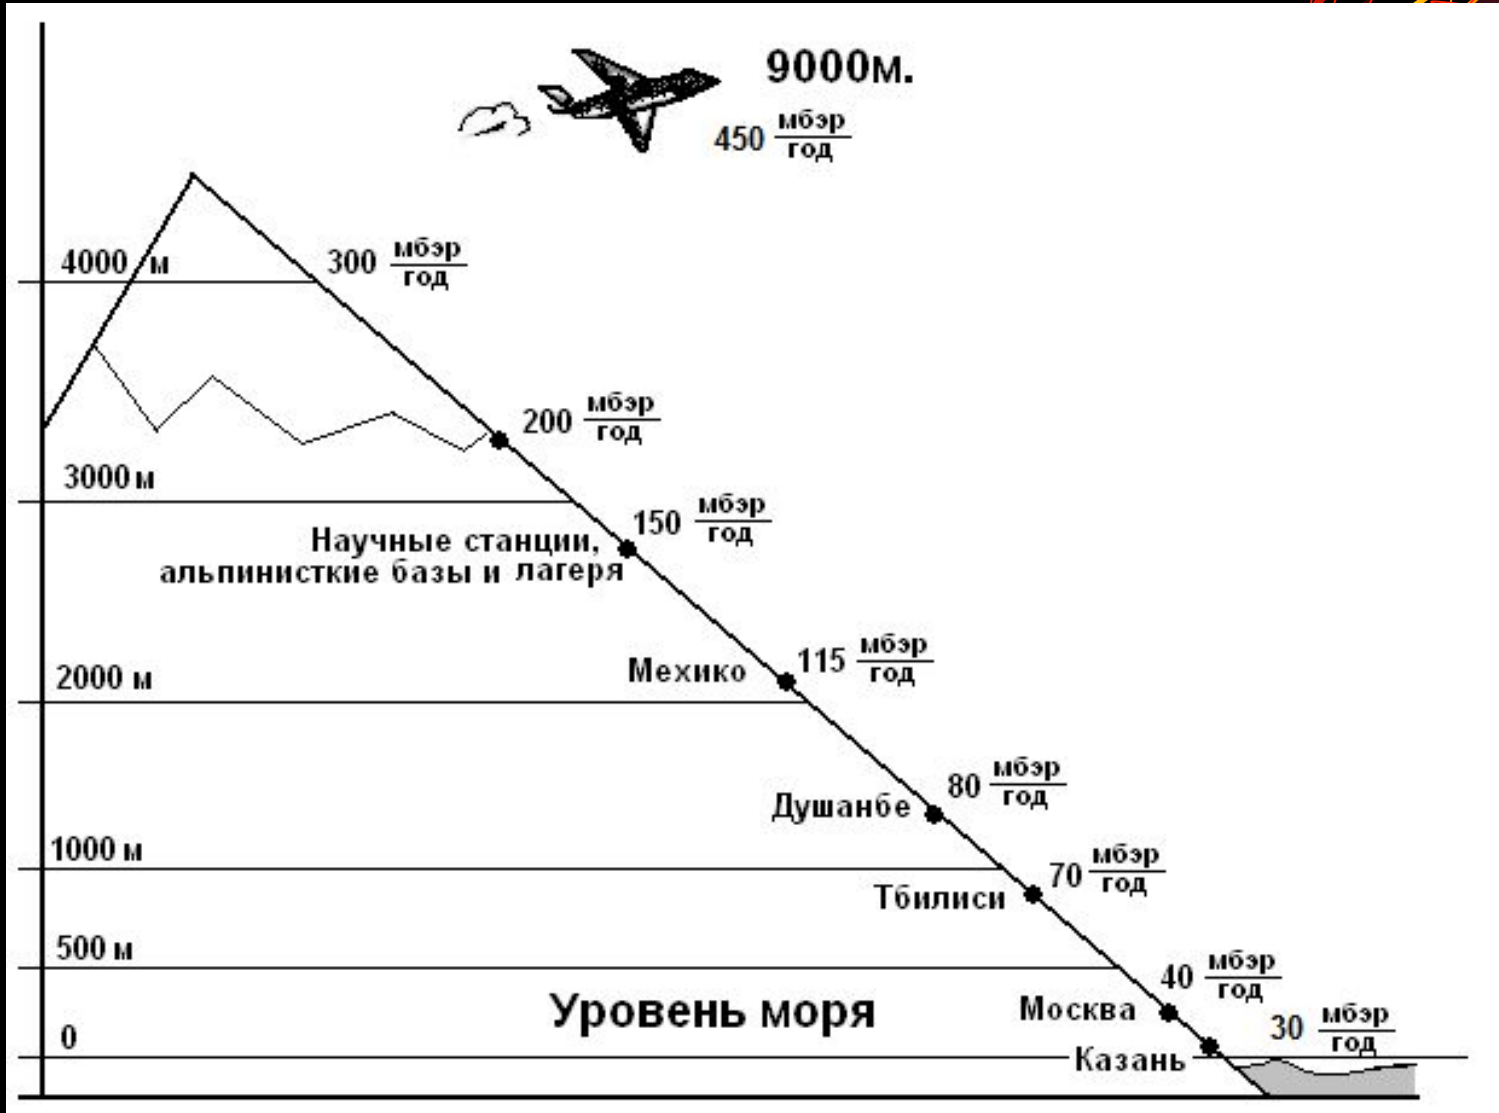 9000м.
450 мбэр
год
4000 м
300 мбэр
год
200 мбэр
год
3000 м
150 мбэр
год
Научные станции,
альпинисткие базы и лагеря
115 мбэр
год
Мехико
2000 м
80 мбэр
год
Душанбе
1000 м
70 мбэр
год
Тбилиси
500 м
40 мбэр
год
Уровень моря
Москва
30 мбэр
год
0
Казань